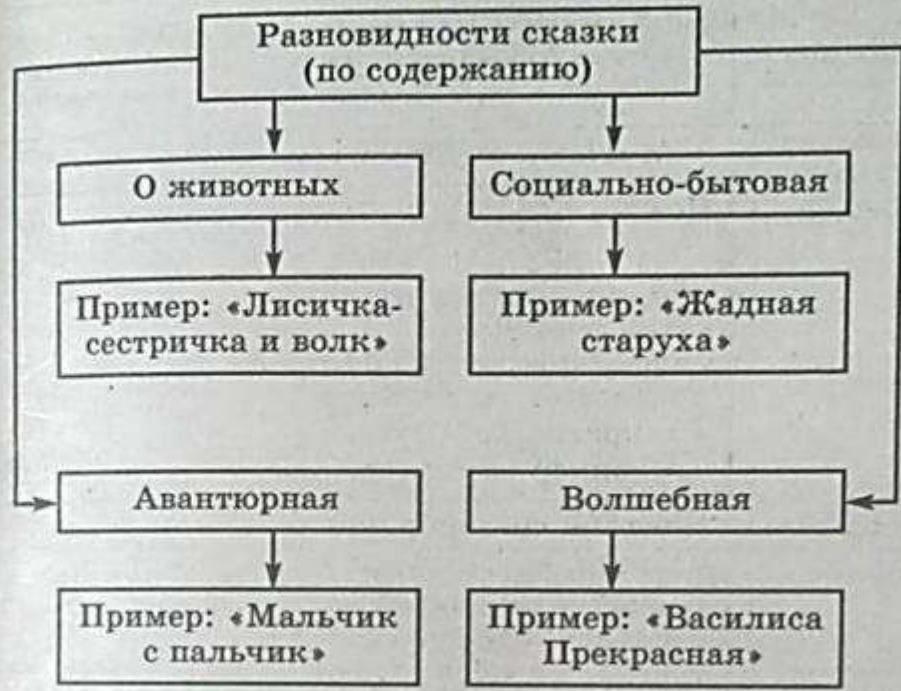 Разновидности сказки
(по содержанию)
О животных
Социально-бытовая
Пример: «Лисичка-
сестричка и волк»
Пример: «Жадная
старуха»
Авантюрная
Волшебная
Пример: «Мальчик
с пальчик»
Пример: «Василиса
Прекрасная»